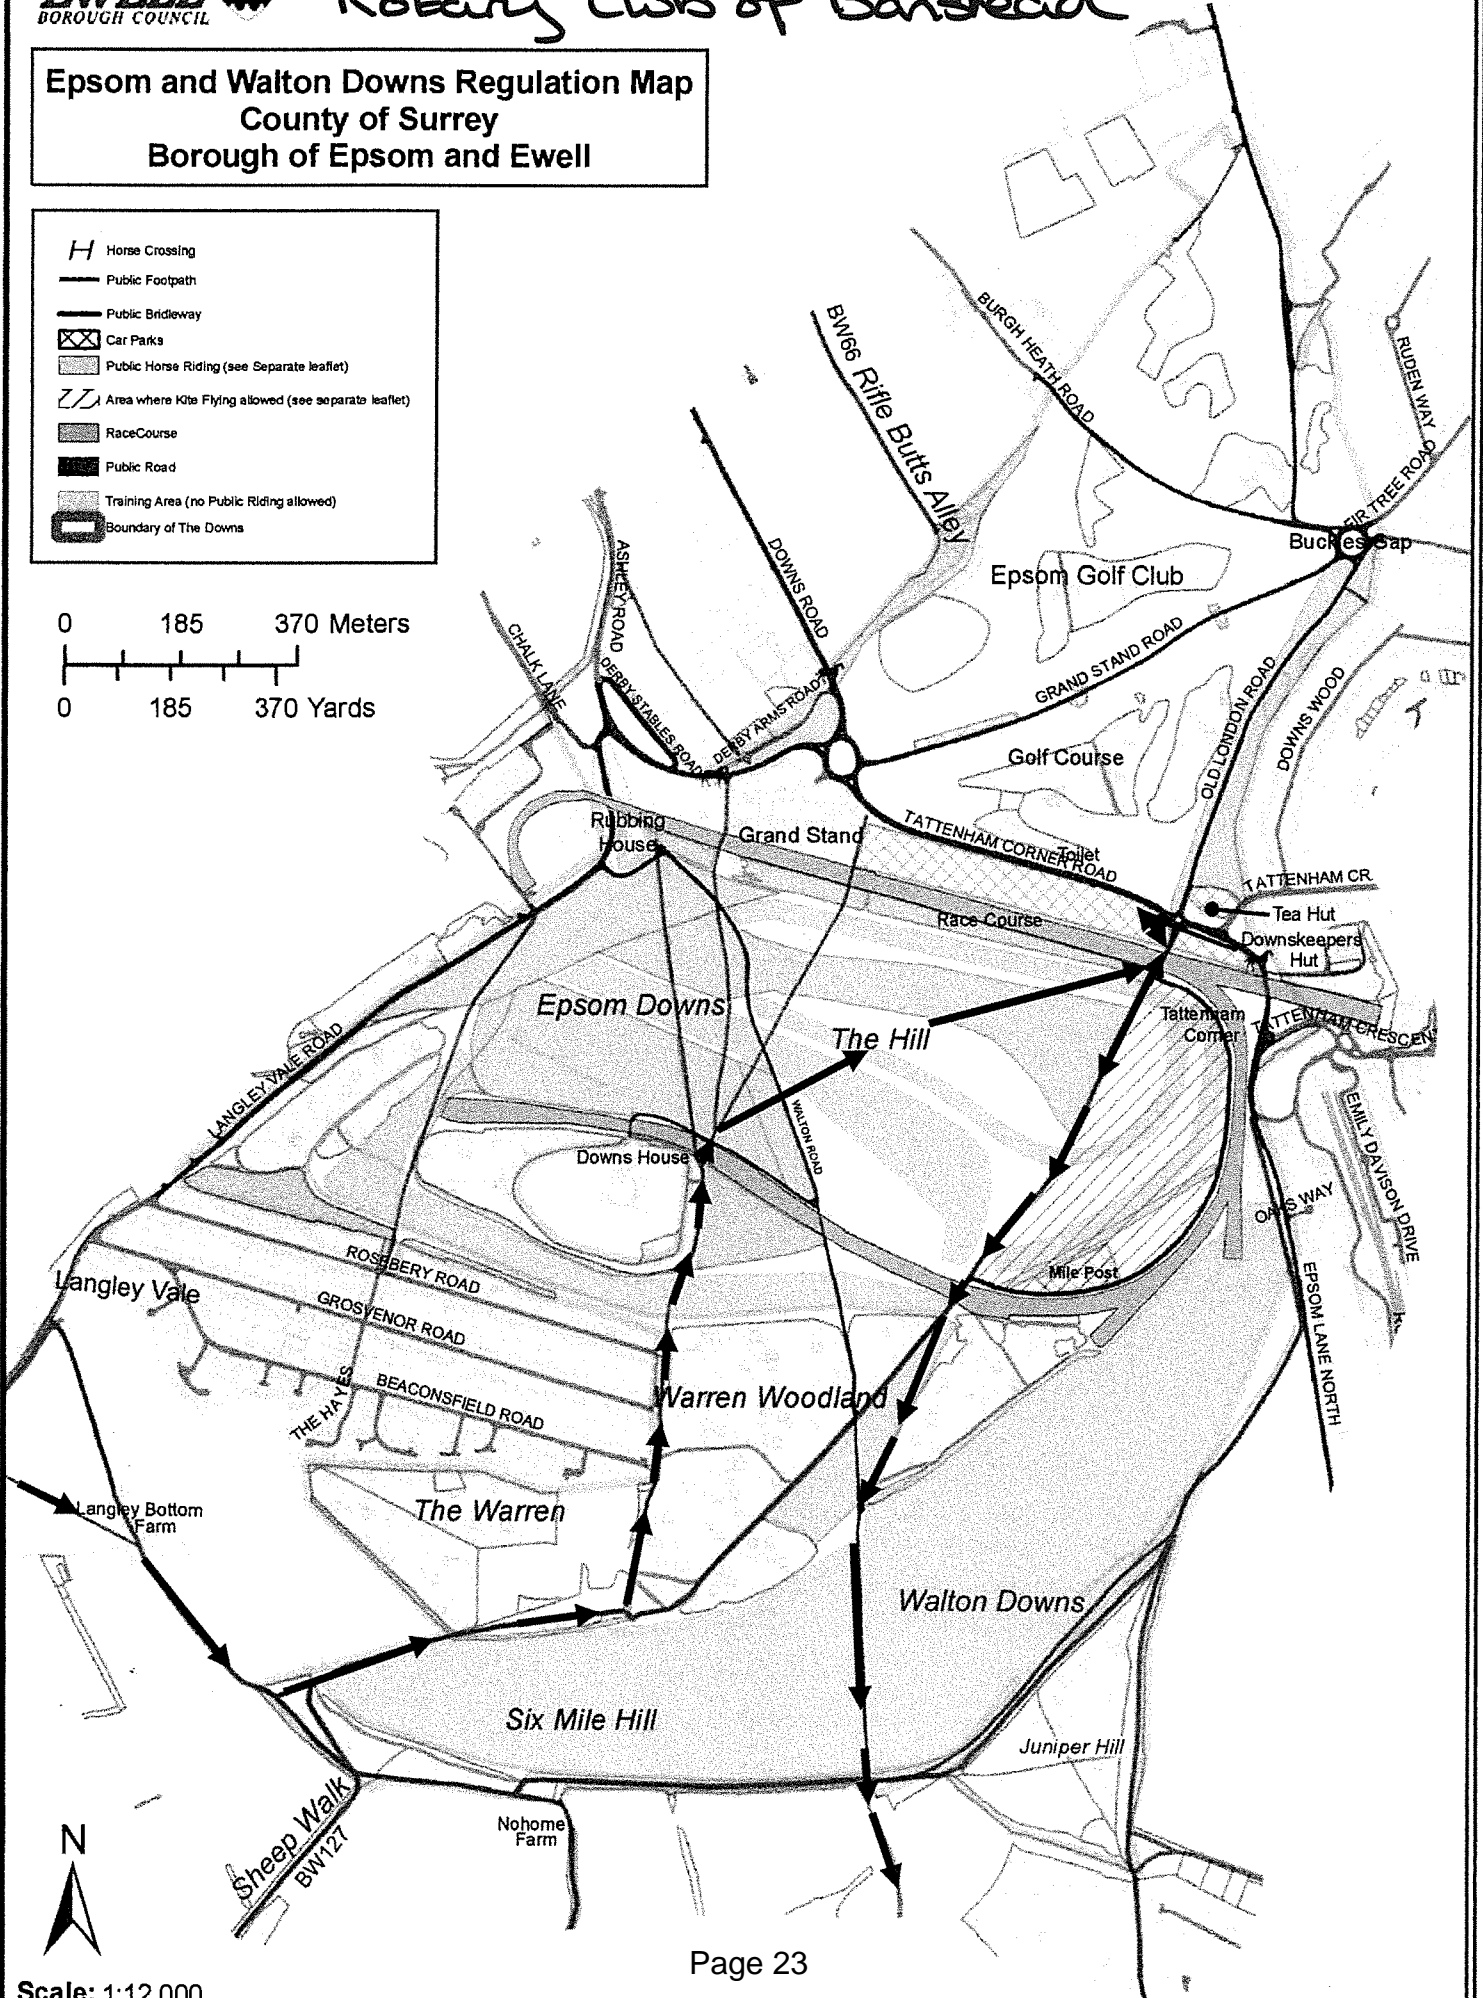 BOROUGH COUNCIL
Rotary Club of Banstead
Epsom and Walton Downs Regulation Map
County of Surrey
Borough of Epsom and Ewell
H Horse Crossing
Public Footpath
Public Bridleway
Car Parks
Public Horse Riding (see Separate leaflet)
Area where Kite Flying allowed (see separate leaflet)
RaceCourse
Public Road
Training Area (no Public Riding allowed)
Boundary of The Downs
0 185 370 Meters
0 185 370 Yards
BURGH HEATH ROAD
BW66 Rifle Butts Alley
RUDEN WAY
FIR TREE ROAD
Buckles Gap
Epsom Golf Club
ASHLEY ROAD
DOWNS ROAD
CHALK LANE
DERBY STABLES ROAD
DERBY ARMS ROAD
GRAND STAND ROAD
OLD LONDON ROAD
DOWNS WOOD
Golf Course
Rubbing
House
Grand Stand
TATTENHAM CORNER ROAD
Toilet
TATTENHAM CR.
Tea Hut
Race Course
Downskeepers
Hut
Epsom Downs
The Hill
Tattenham
Corner
TATTENHAM CRESCEN
LANGLEY VALE ROAD
WALTON ROAD
Downs House
EMILY DAVISON DRIVE
OAKS WAY
Mile Post
EPSOM LANE NORTH
Langley Vale
ROSEBERY ROAD
GROSVENOR ROAD
THE HAYES
BEACONSFIELD ROAD
Warren Woodland
Langley Bottom
Farm
The Warren
Walton Downs
Six Mile Hill
Juniper Hill
Sheep Walk
BW127
Nohome
Farm
N
Page 23
Scale: 1:12,000